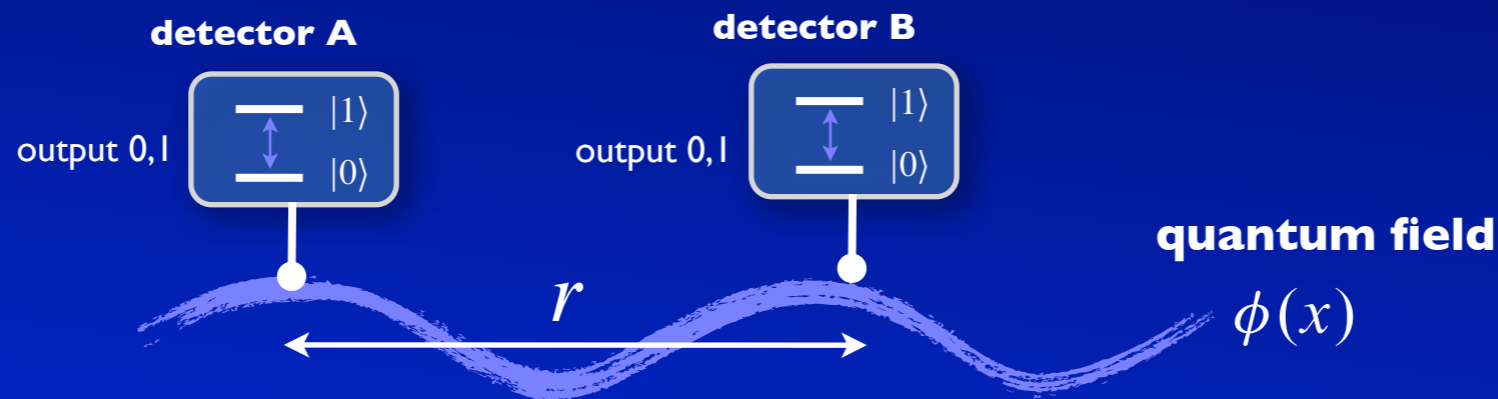 detector A
detector B
|1⟩
|0⟩
output 0,1
|1⟩
|0⟩
output 0,1
quantum field
r
ϕ(x)